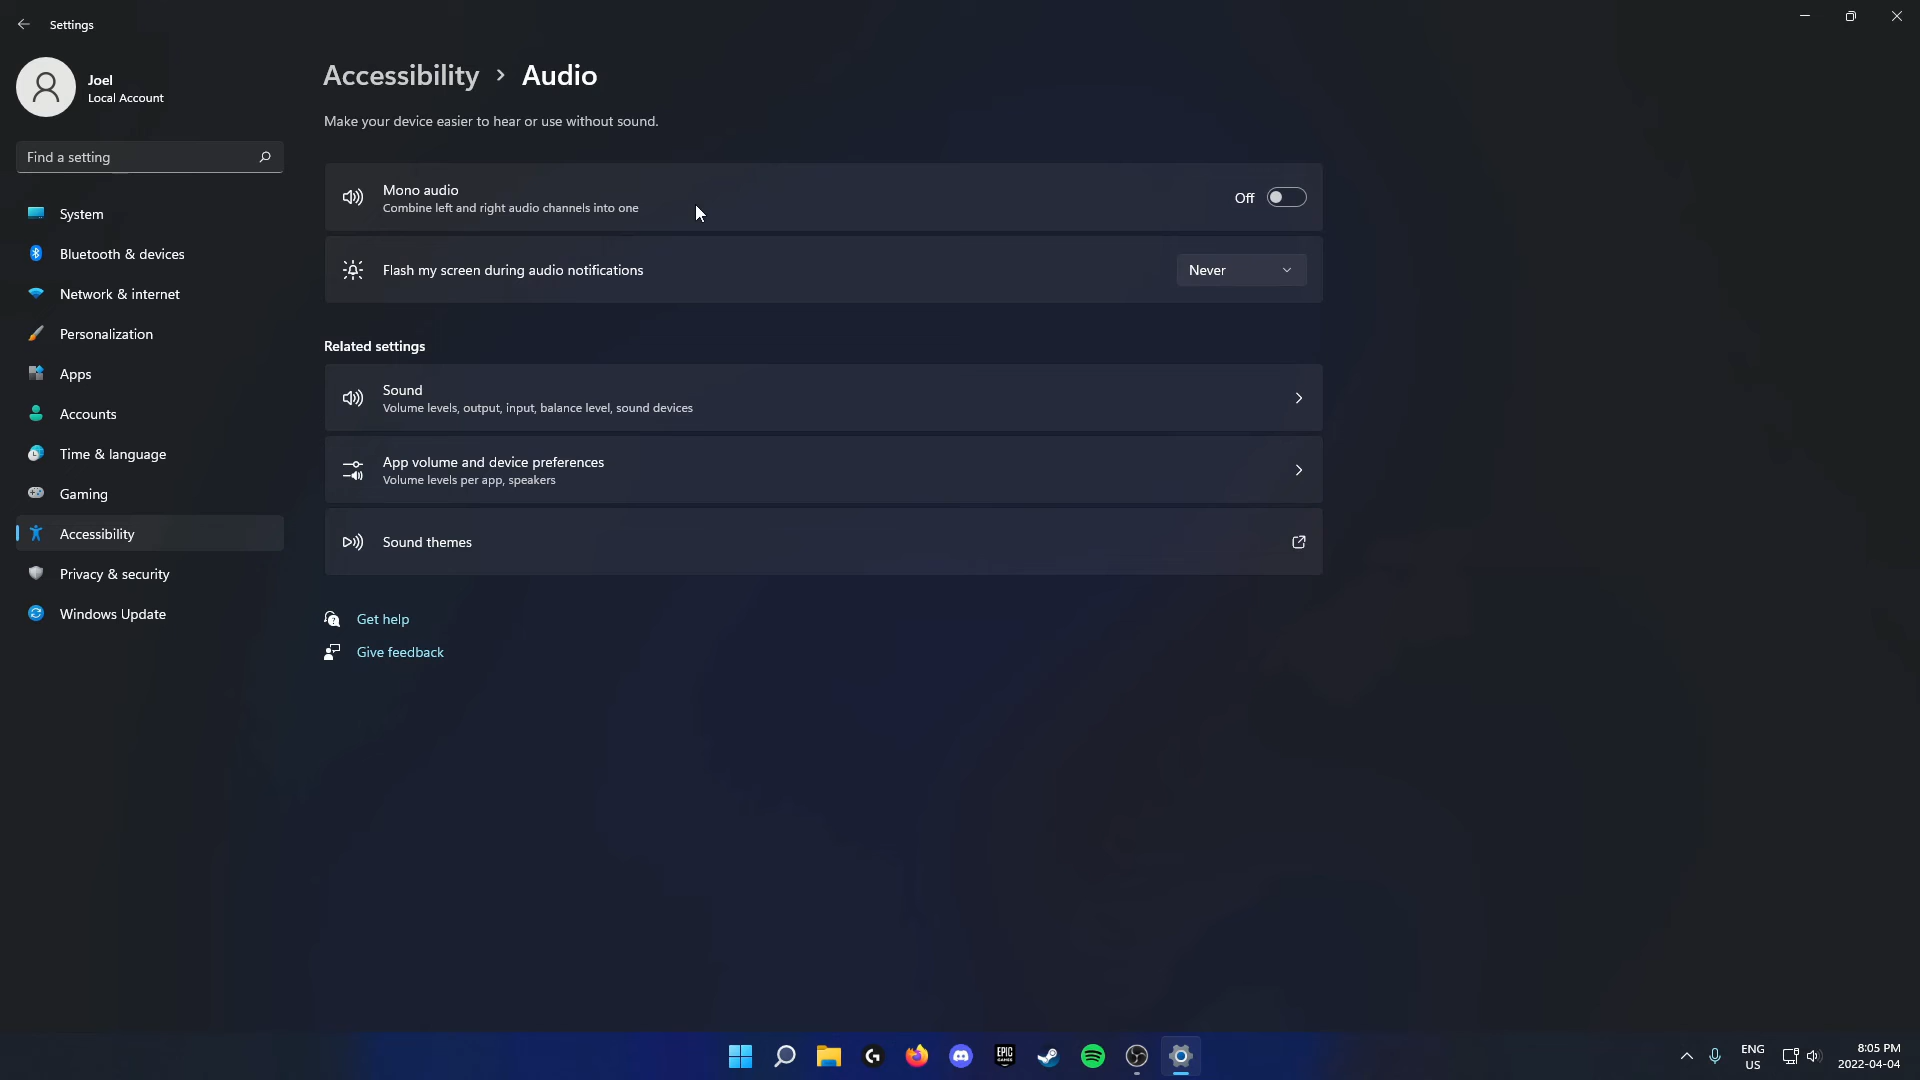 Settings
Joel
Local Account
Find a setting
System
Bluetooth & devices
Network & internet
Personalization
Apps
Accounts
Time & language
Gaming
Accessibility
Privacy & security
Windows Update
Accessibility > Audio
Make your device easier to hear or use without sound.
Mono audio
Combine left and right audio channels into one
Off
Flash my screen during audio notifications
Never
Related settings
Sound
Volume levels, output, input, balance level, sound devices
App volume and device preferences
Volume levels per app, speakers
Sound themes
Get help
Give feedback
EPIC
GAMES
ENG
US
8:05 PM
2022-04-04